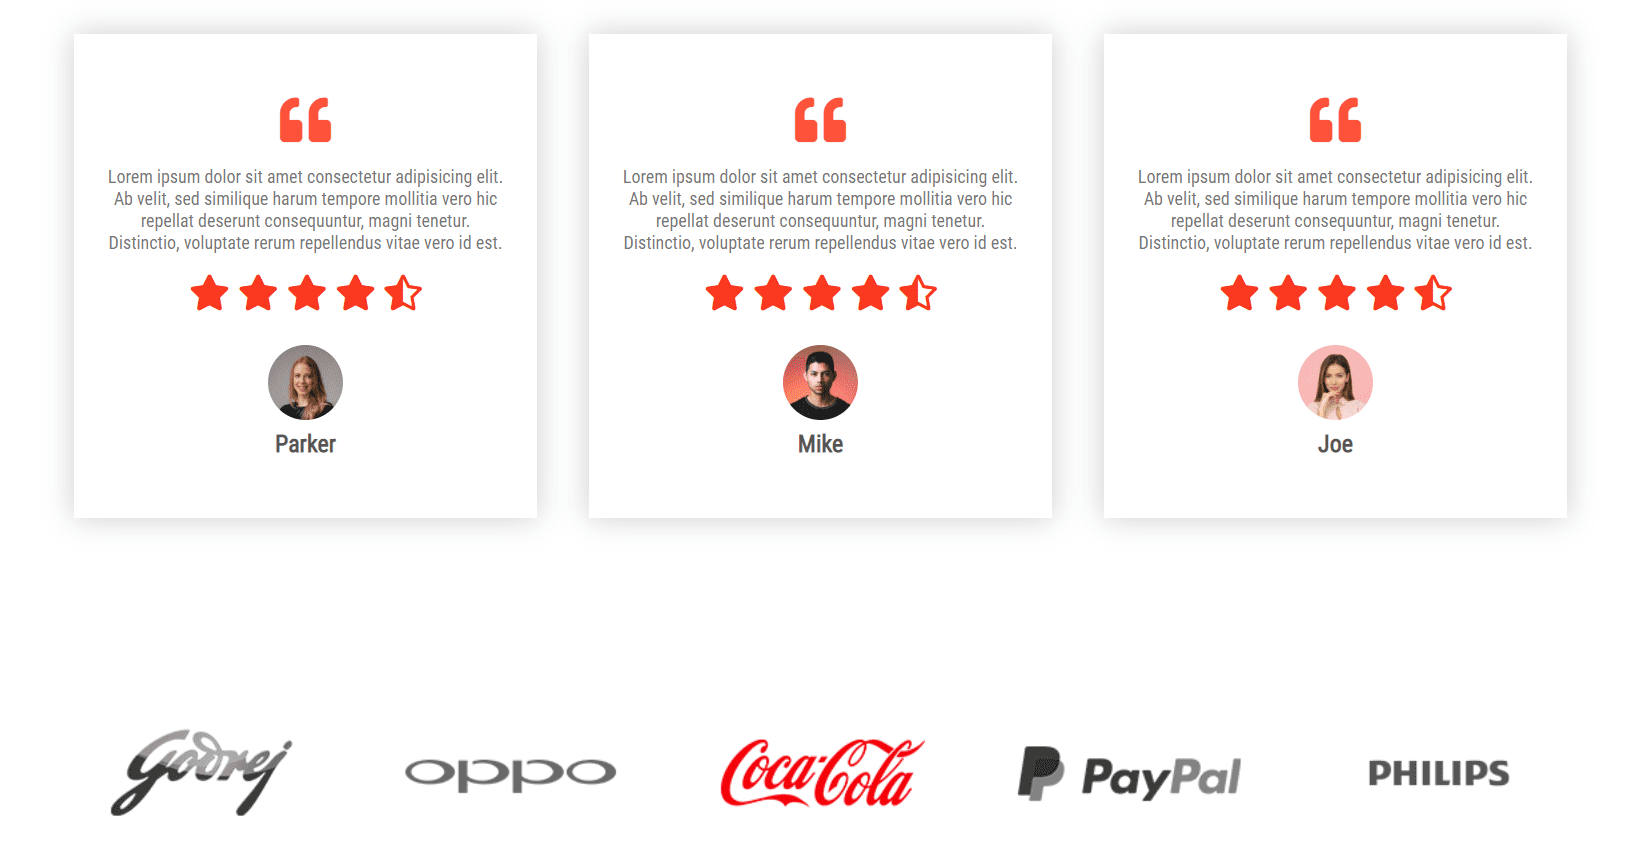 Lorem ipsum dolor sit amet consectetur adipisicing elit.
Ab velit, sed similique harum tempore mollitia vero hic
repellat deserunt consequuntur, magni tenetur.
Distinctio, voluptate rerum repellendus vitae vero id est.
Parker
Lorem ipsum dolor sit amet consectetur adipisicing elit.
Ab velit, sed similique harum tempore mollitia vero hic
repellat deserunt consequuntur, magni tenetur.
Distinctio, voluptate rerum repellendus vitae vero id est.
Mike
Lorem ipsum dolor sit amet consectetur adipisicing elit.
Ab velit, sed similique harum tempore mollitia vero hic
repellat deserunt consequuntur, magni tenetur.
Distinctio, voluptate rerum repellendus vitae vero id est.
Joe
Godrej
oppo
Coca-Cola
PayPal
PHILIPS